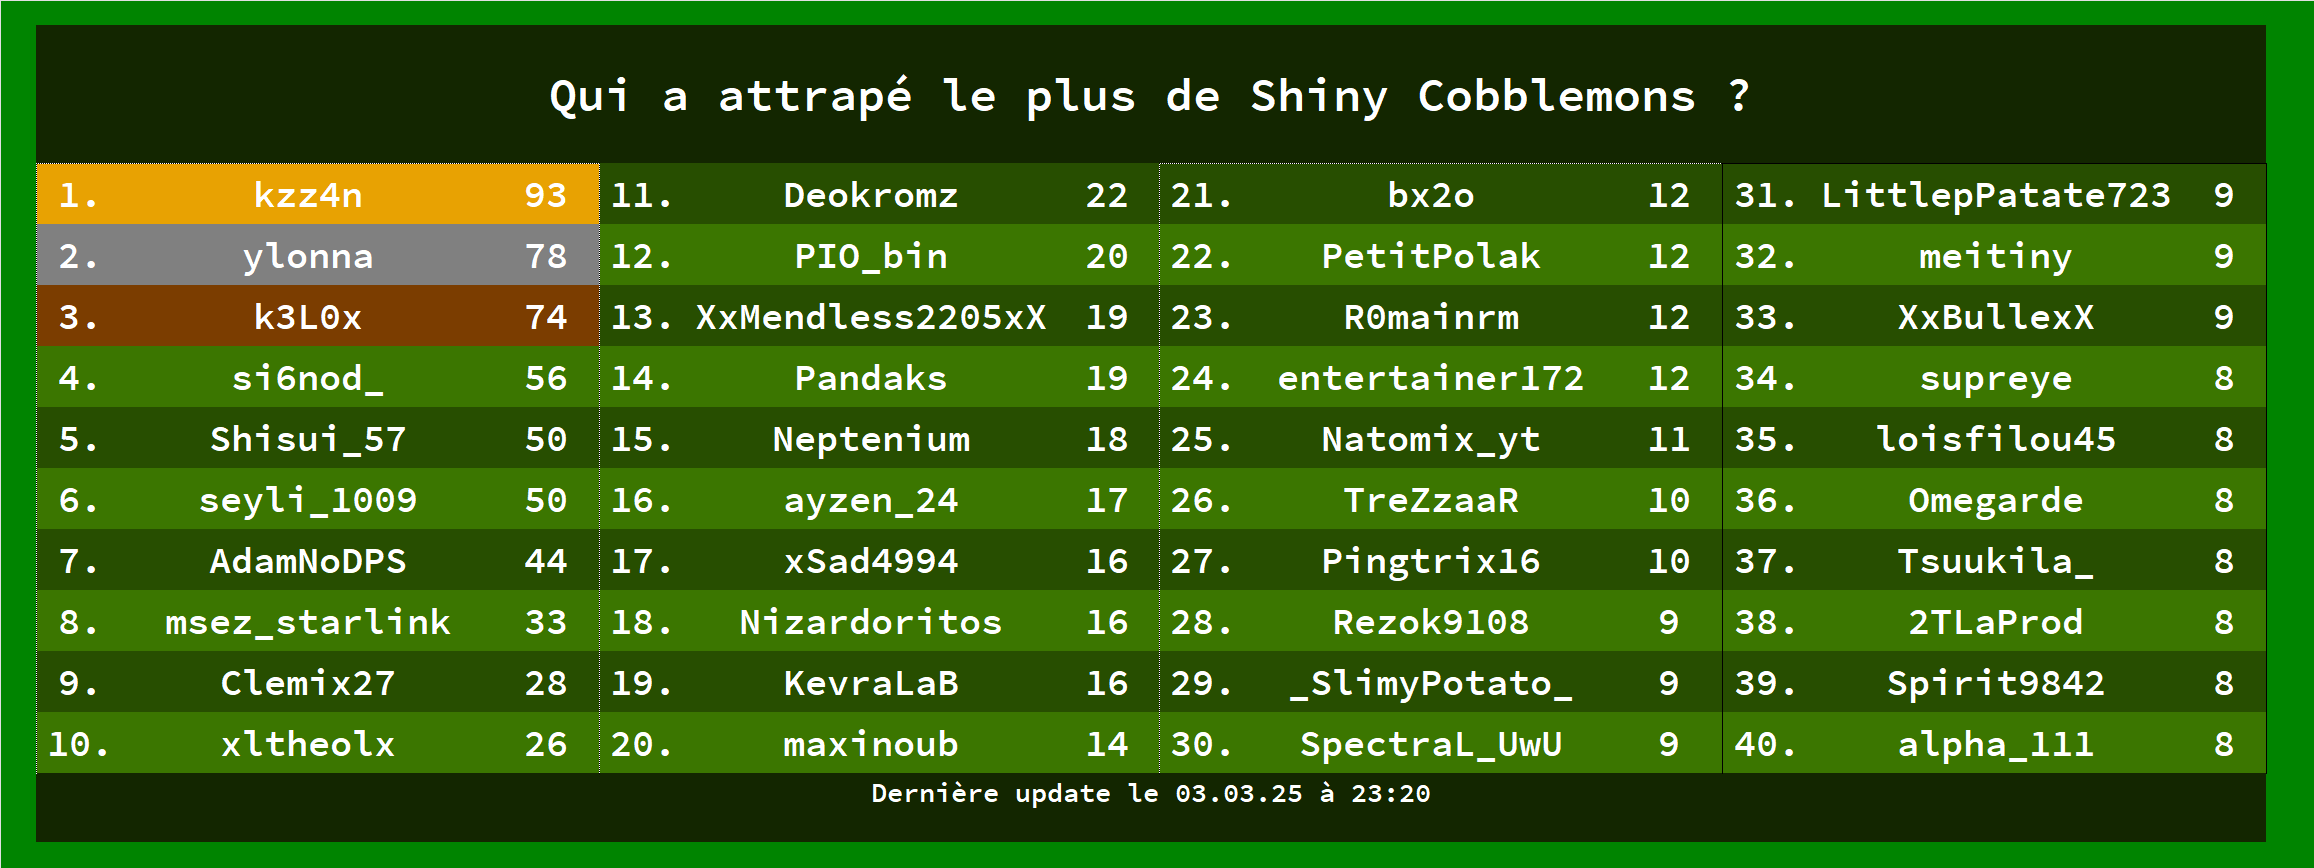 Qui a attrapé le plus de Shiny Cobblemons ?
1. kzz4n 93
2. ylonna 78
3. k3L0x 74
4. si6nod_ 56
5. Shisui_57 50
6. seyli_1009 50
7. AdamNoDPS 44
8. msez_starlink 33
9. Clemix27 28
10. xltheolx 26
11. Deokromz 22
12. PIO_bin 20
13. XxMendless2205xX 19
14. Pandaks 19
15. Neptenium 18
16. ayzen_24 17
17. xSad4994 16
18. Nizardoritos 16
19. KevraLaB 16
20. maxinoub 14
21. bx2o 12
22. PetitPolak 12
23. R0mainrm 12
24. entertainer172 12
25. Natomix_yt 11
26. TreZzaaR 10
27. Pingtrix16 10
28. Rezok9108 9
29. _SlimyPotato_ 9
30. SpectraL_UwU 9
31. LittlepPatate723 9
32. meitiny 9
33. XxBullexX 9
34. supreye 8
35. loisfilou45 8
36. Omegarde 8
37. Tsuukila_ 8
38. 2TLaProd 8
39. Spirit9842 8
40. alpha_111 8
Dernière update le 03.03.25 à 23:20